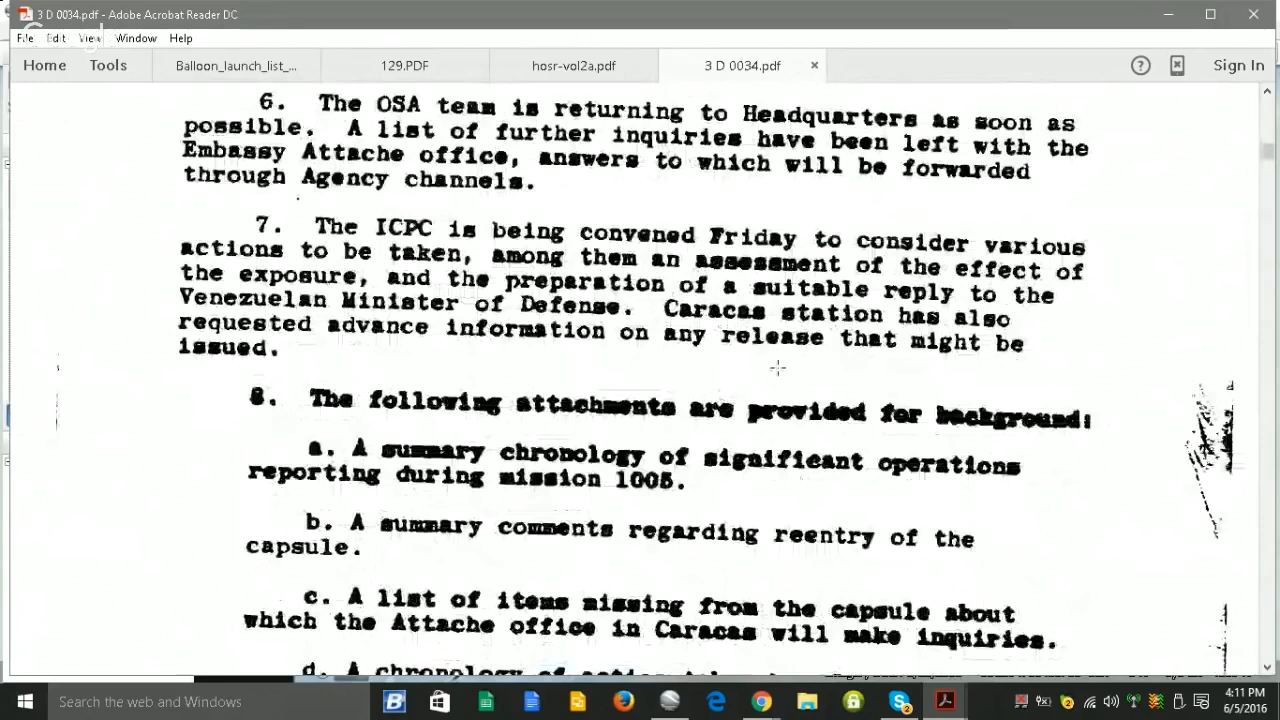 3 D 0034.pdf - Adobe Acrobat Reader DC
Google
File Edit View Window Help
Home Tools Balloon_launch_list_... 129.PDF hosr-vol2a.pdf 3 D 0034.pdf × ? Sign In
6. The OSA team is returning to Headquarters as soon as
possible. A list of further inquiries have been left with the
Embassy Attache office, answers to which will be forwarded
through Agency channels.
7. The ICPC is being convened Friday to consider various
actions to be taken, among them an assessment of the effect of
the exposure, and the preparation of a suitable reply to the
Venezuelan Minister of Defense. Caracas station has also
requested advance information on any release that might be
issued.
8. The following attachments are provided for background:
a. A summary chronology of significant operations
reporting during mission 1005.
b. A summary comments regarding reentry of the
capsule.
c. A list of items missing from the capsule about
which the Attache office in Caracas will make inquiries.
d. A chronology of
Search the web and Windows
4:11 PM
6/5/2016